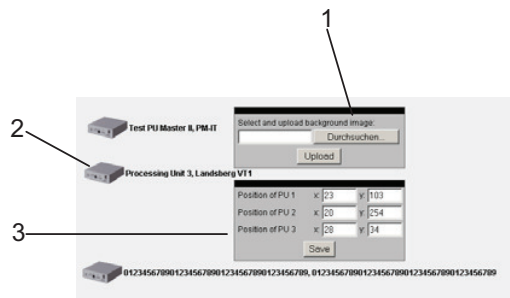 1
Select and upload background image:
Test PU Master II, PM-IT
Durchsuchen...
2
Upload
Processing Unit 3, Landsberg VT1
Position of PU 1 x: 23 y: 103
Position of PU 2 x: 20 y: 254
3
Position of PU 3 x: 28 y: 34
Save
01234567890123456789012345678901234567890123456789, 01234567890123456789012345678901234567890123456789